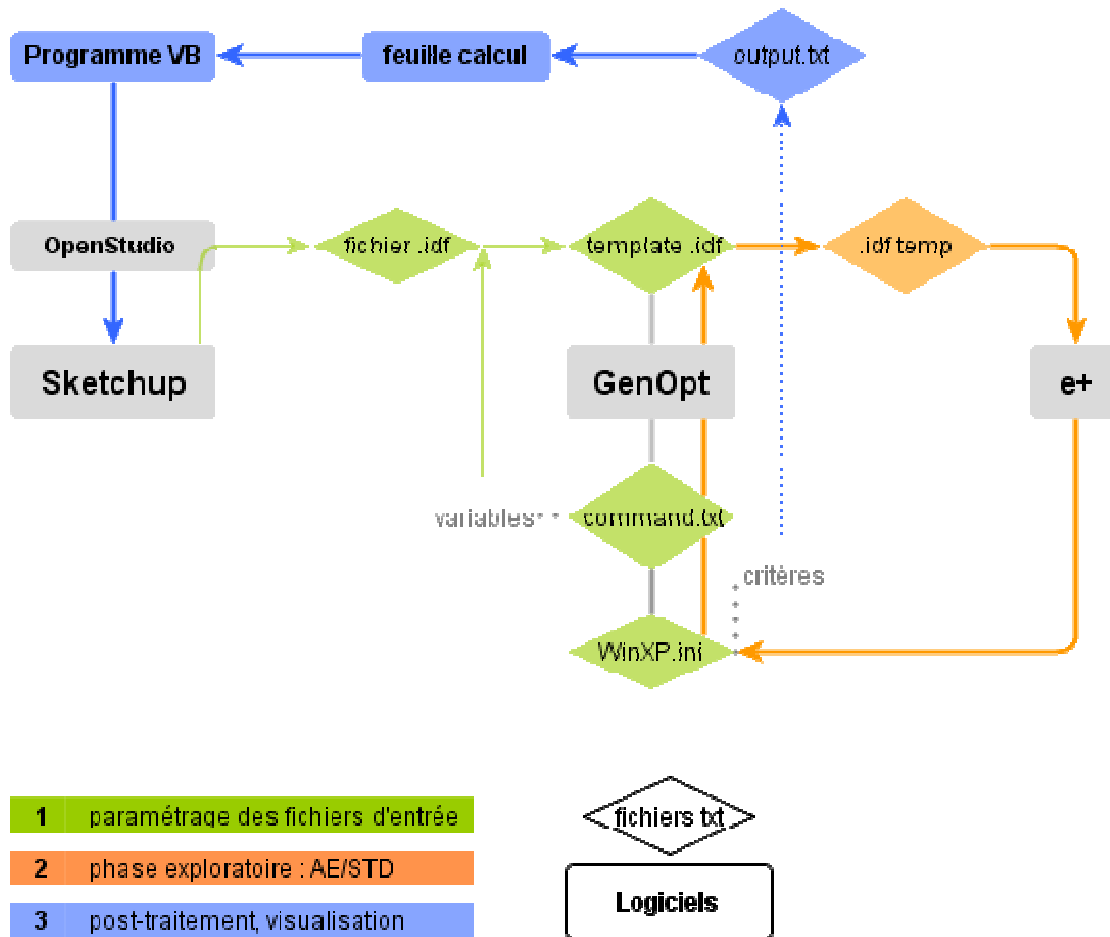 Programme VB
feuille calcul
output.txt
OpenStudio
fichier .idf
template .idf
.idf temp
Sketchup
GenOpt
e+
variables
command.txt
critères
WinXP.ini
1 paramétrage des fichiers d'entrée
2 phase exploratoire : AE/STD
3 post-traitement, visualisation
fichiers txt
Logiciels